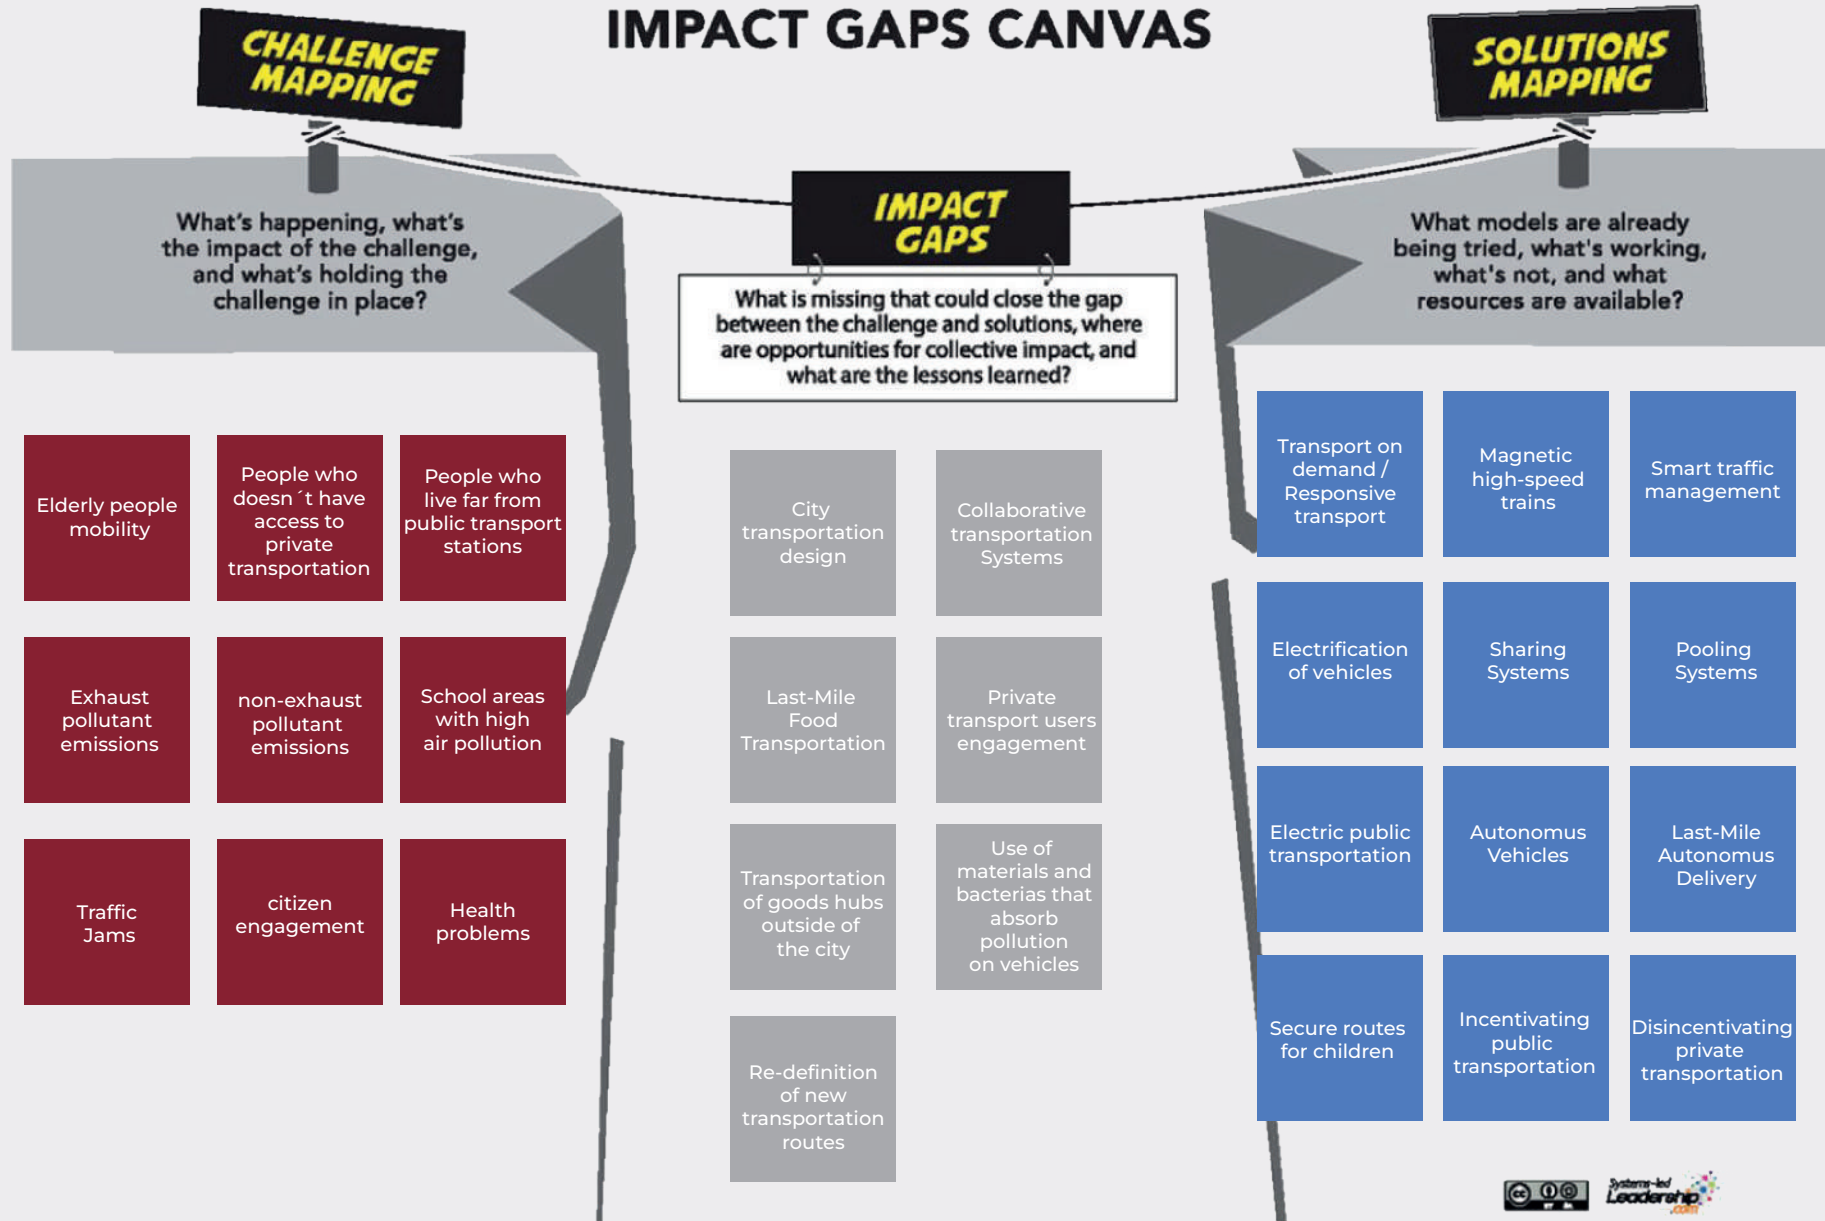 IMPACT GAPS CANVAS
CHALLENGE
MAPPING
What's happening, what's
the impact of the challenge,
and what's holding the
challenge in place?
Elderly people
mobility
People who
doesn´t have
access to
private
transportation
People who
live far from
public transport
stations
Exhaust
pollutant
emissions
non-exhaust
pollutant
emissions
School areas
with high
air pollution
Traffic
Jams
citizen
engagement
Health
problems
IMPACT
GAPS
What is missing that could close the gap
between the challenge and solutions, where
are opportunities for collective impact, and
what are the lessons learned?
City
transportation
design
Collaborative
transportation
Systems
Last-Mile
Food
Transportation
Private
transport users
engagement
Transportation
of goods hubs
outside of
the city
Use of
materials and
bacterias that
absorb
pollution
on vehicles
Re-definition
of new
transportation
routes
SOLUTIONS
MAPPING
What models are already
being tried, what's working,
what's not, and what
resources are available?
Transport on
demand /
Responsive
transport
Magnetic
high-speed
trains
Smart traffic
management
Electrification
of vehicles
Sharing
Systems
Pooling
Systems
Electric public
transportation
Autonomus
Vehicles
Last-Mile
Autonomus
Delivery
Secure routes
for children
Incentivating
public
transportation
Disincentivating
private
transportation
cc
BY SA
Systems-led
Leadership
.com